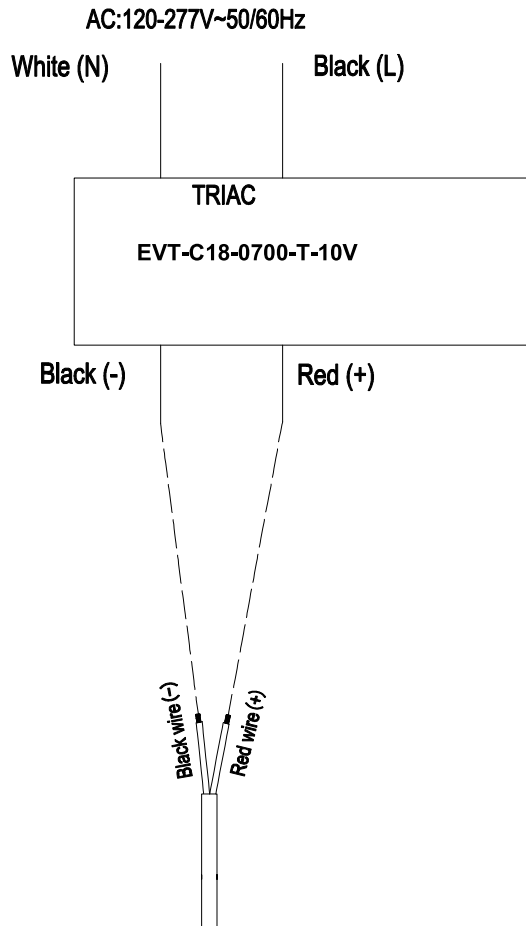 AC:120-277V~50/60Hz
White (N)
Black (L)
TRIAC
EVT-C18-0700-T-10V
Black (-)
Red (+)
Black wire (-)
Red wire (+)